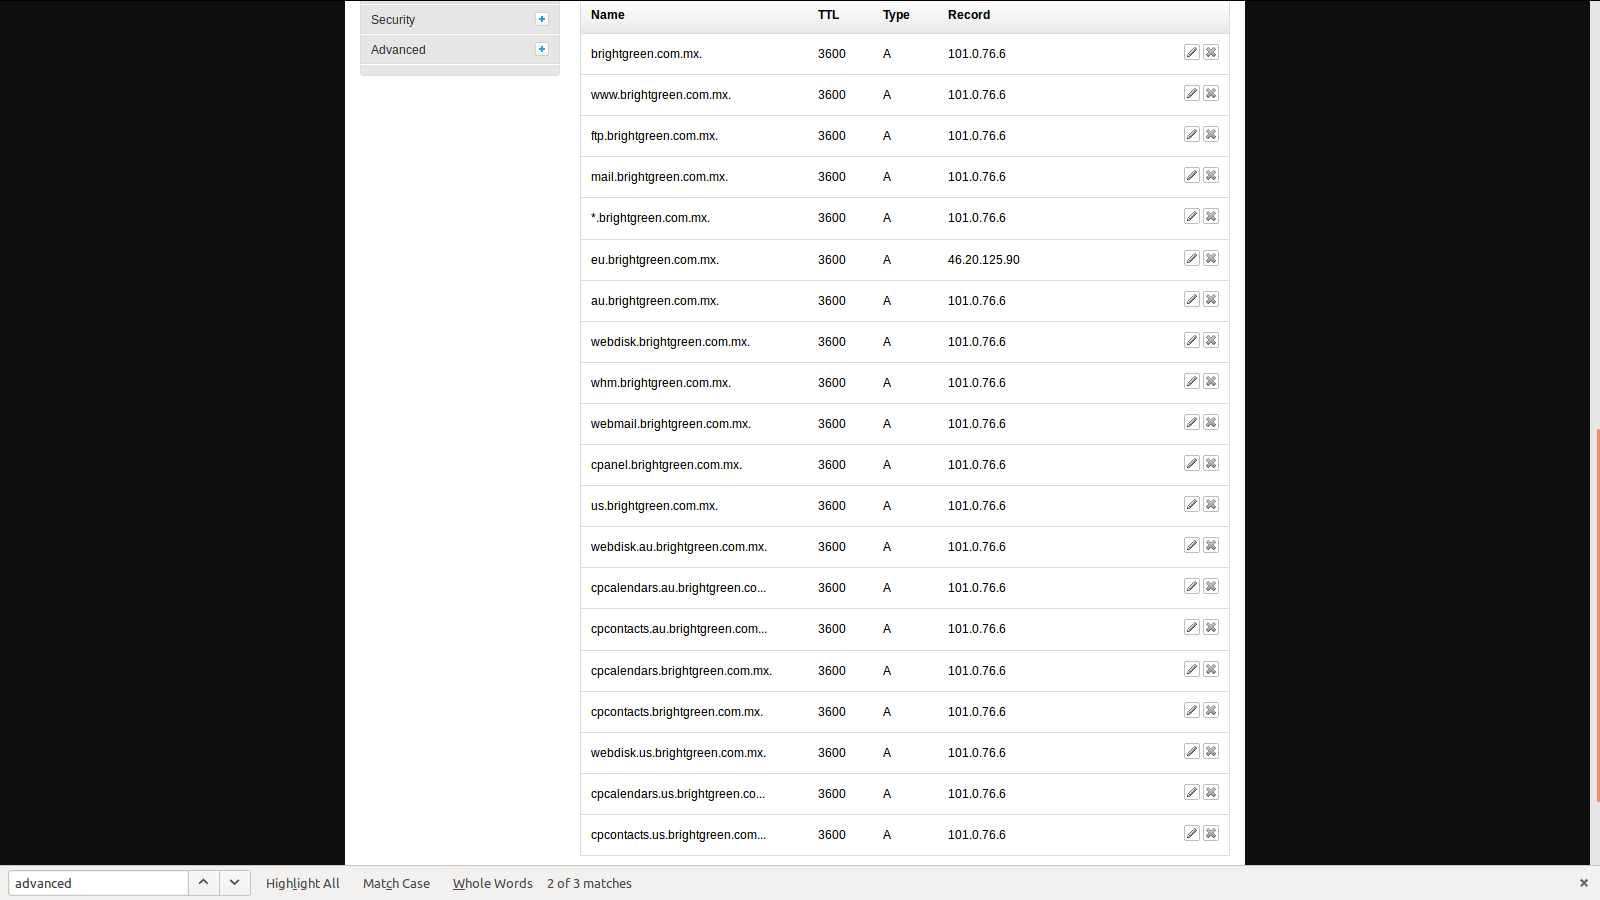 Security
Advanced
Name TTL Type Record
brightgreen.com.mx. 3600 A 101.0.76.6
www.brightgreen.com.mx. 3600 A 101.0.76.6
ftp.brightgreen.com.mx. 3600 A 101.0.76.6
mail.brightgreen.com.mx. 3600 A 101.0.76.6
*.brightgreen.com.mx. 3600 A 101.0.76.6
eu.brightgreen.com.mx. 3600 A 46.20.125.90
au.brightgreen.com.mx. 3600 A 101.0.76.6
webdisk.brightgreen.com.mx. 3600 A 101.0.76.6
whm.brightgreen.com.mx. 3600 A 101.0.76.6
webmail.brightgreen.com.mx. 3600 A 101.0.76.6
cpanel.brightgreen.com.mx. 3600 A 101.0.76.6
us.brightgreen.com.mx. 3600 A 101.0.76.6
webdisk.au.brightgreen.com.mx. 3600 A 101.0.76.6
cpcalendars.au.brightgreen.co... 3600 A 101.0.76.6
cpcontacts.au.brightgreen.com... 3600 A 101.0.76.6
cpcalendars.brightgreen.com.mx. 3600 A 101.0.76.6
cpcontacts.brightgreen.com.mx. 3600 A 101.0.76.6
webdisk.us.brightgreen.com.mx. 3600 A 101.0.76.6
cpcalendars.us.brightgreen.co... 3600 A 101.0.76.6
cpcontacts.us.brightgreen.com... 3600 A 101.0.76.6
advanced Highlight All Match Case Whole Words 2 of 3 matches